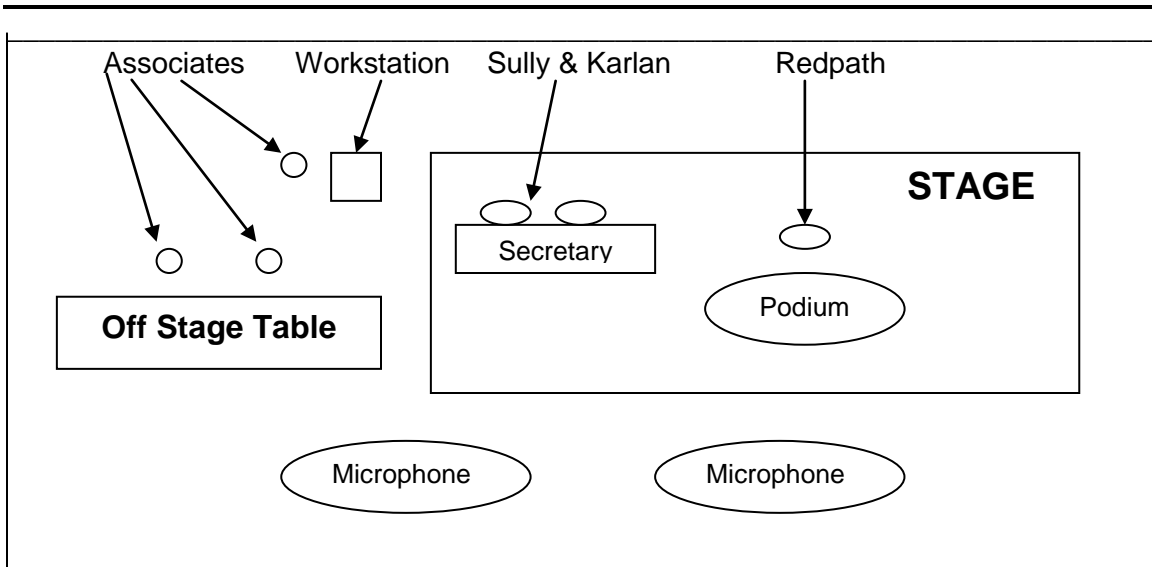 Associates Workstation Sully & Karlan Redpath
STAGE
Secretary
Podium
Off Stage Table
Microphone Microphone